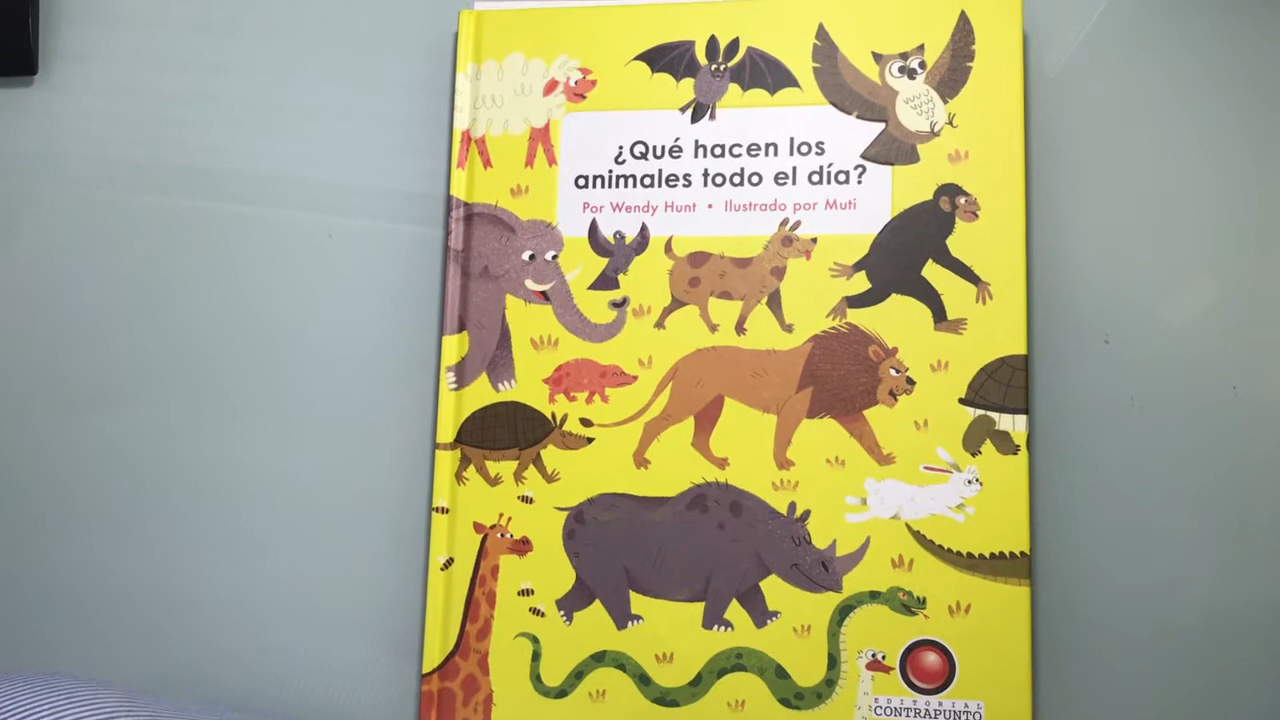 ¿Qué hacen los
animales todo el día?
Por Wendy Hunt • Ilustrado por Muti
EDITORIAL
CONTRAPUNTO